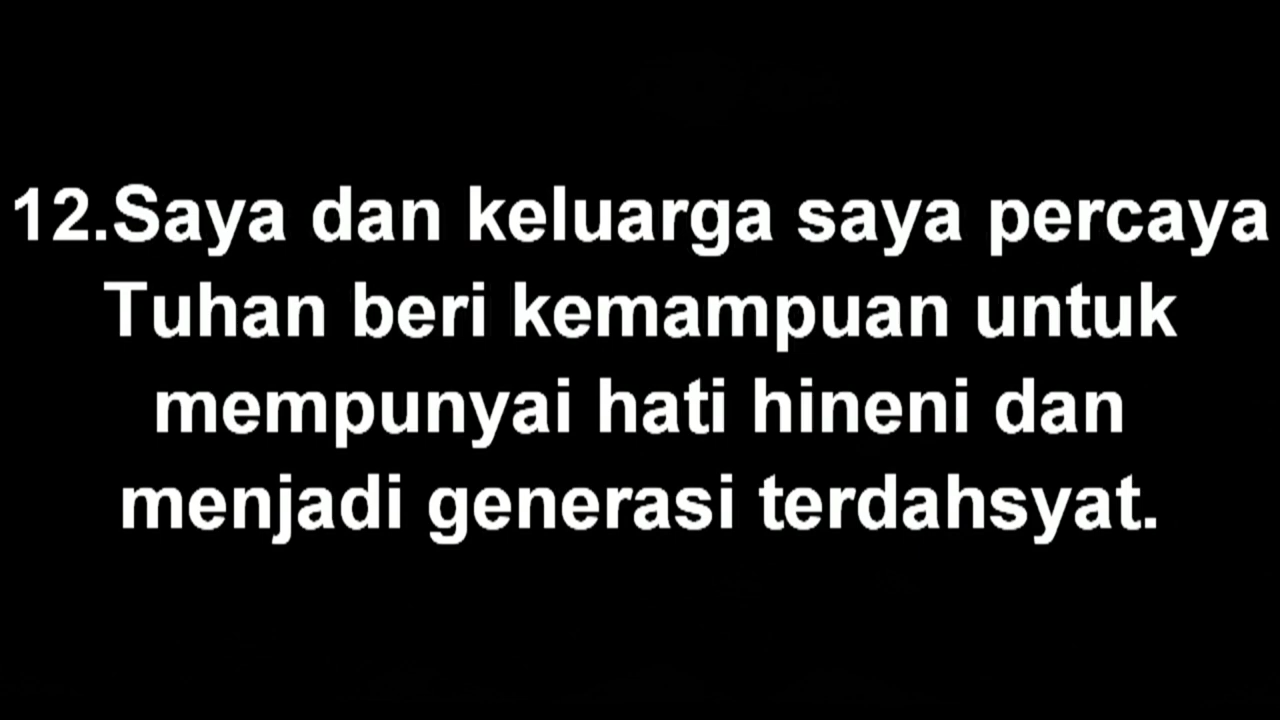 12.Saya dan keluarga saya percaya
Tuhan beri kemampuan untuk
mempunyai hati hineni dan
menjadi generasi terdahsyat.